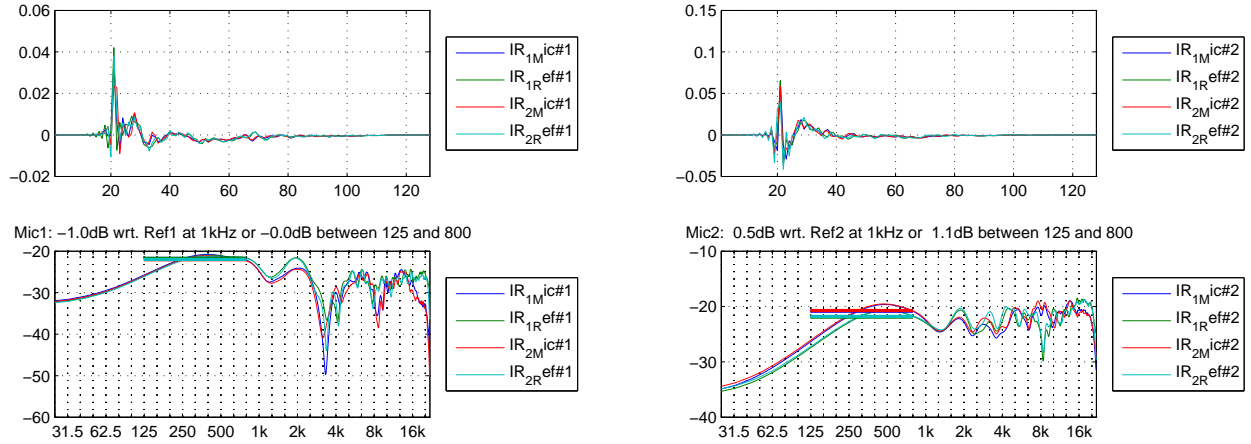 0.06
0.04
0.02
0
−0.02
20
40
60
80
100
120
IR1Mic#1
IR1Ref#1
IR2Mic#1
IR2Ref#1
0.15
0.1
0.05
0
−0.05
20
40
60
80
100
120
IR1Mic#2
IR1Ref#2
IR2Mic#2
IR2Ref#2
Mic1: −1.0dB wrt. Ref1 at 1kHz or −0.0dB between 125 and 800
−20
−30
−40
−50
−60
31.5 62.5 125 250 500 1k 2k 4k 8k 16k
IR1Mic#1
IR1Ref#1
IR2Mic#1
IR2Ref#1
Mic2: 0.5dB wrt. Ref2 at 1kHz or 1.1dB between 125 and 800
−10
−20
−30
−40
31.5 62.5 125 250 500 1k 2k 4k 8k 16k
IR1Mic#2
IR1Ref#2
IR2Mic#2
IR2Ref#2